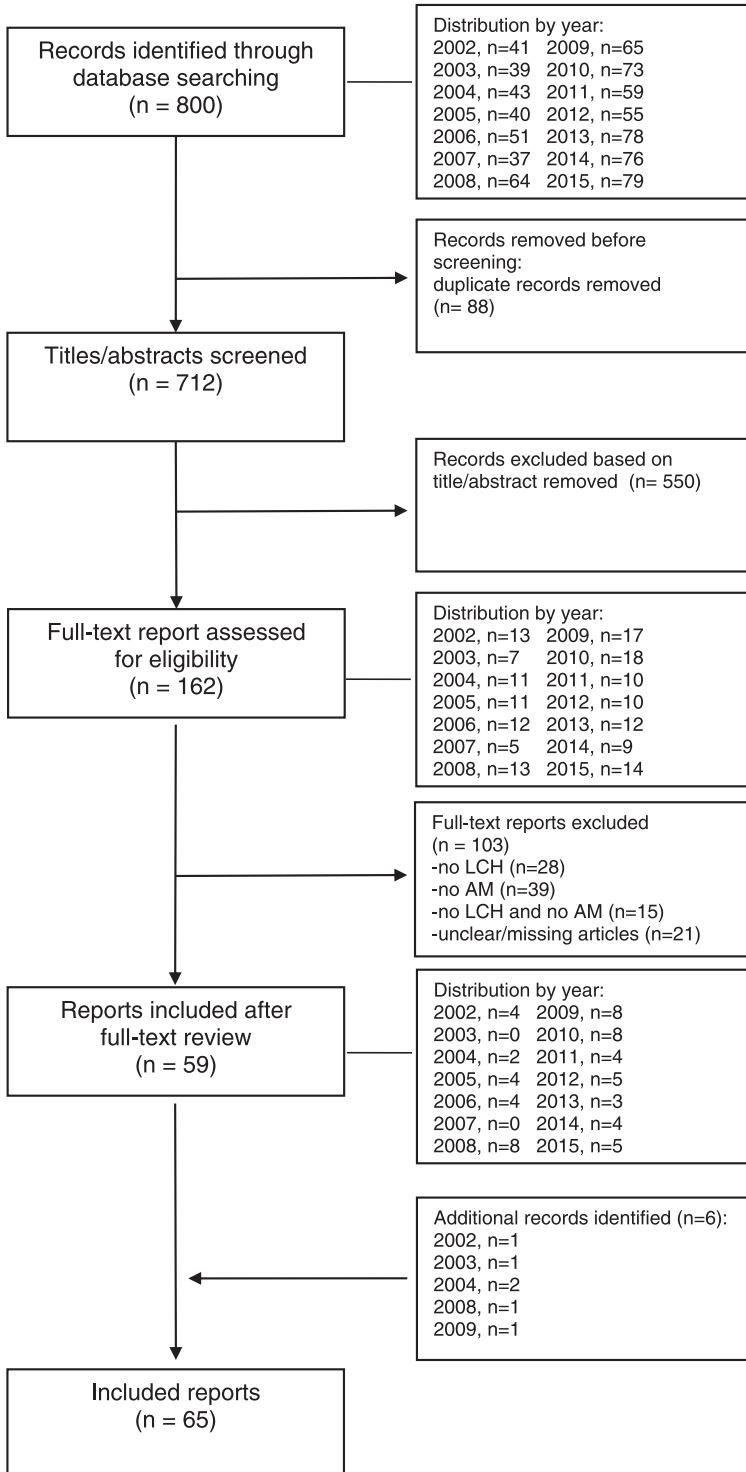 Records identified through
database searching
(n = 800)
Distribution by year:
2002, n=41 2009, n=65
2003, n=39 2010, n=73
2004, n=43 2011, n=59
2005, n=40 2012, n=55
2006, n=51 2013, n=78
2007, n=37 2014, n=76
2008, n=64 2015, n=79
Records removed before
screening:
duplicate records removed
(n= 88)
Titles/abstracts screened
(n = 712)
Records excluded based on
title/abstract removed (n= 550)
Full-text report assessed
for eligibility
(n = 162)
Distribution by year:
2002, n=13 2009, n=17
2003, n=7 2010, n=18
2004, n=11 2011, n=10
2005, n=11 2012, n=10
2006, n=12 2013, n=12
2007, n=5 2014, n=9
2008, n=13 2015, n=14
Full-text reports excluded
(n = 103)
-no LCH (n=28)
-no AM (n=39)
-no LCH and no AM (n=15)
-unclear/missing articles (n=21)
Reports included after
full-text review
(n = 59)
Distribution by year:
2002, n=4 2009, n=8
2003, n=0 2010, n=8
2004, n=2 2011, n=4
2005, n=4 2012, n=5
2006, n=4 2013, n=3
2007, n=0 2014, n=4
2008, n=8 2015, n=5
Additional records identified (n=6):
2002, n=1
2003, n=1
2004, n=2
2008, n=1
2009, n=1
Included reports
(n = 65)